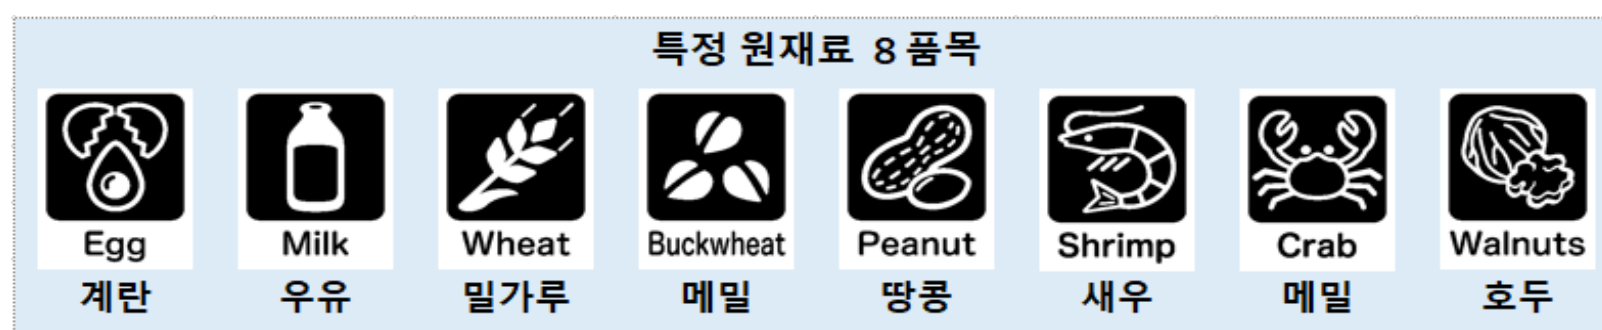 특정 원재료 8 품목
Egg Milk Wheat Buckwheat Peanut Shrimp Crab Walnuts
계란 우유 밀가루 메밀 땅콩 새우 메밀 호두